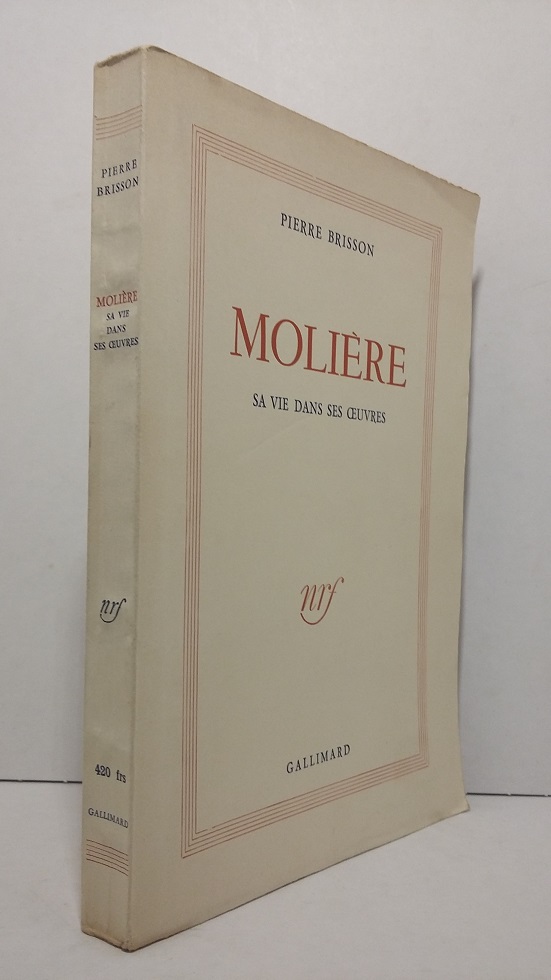 PIERRE
BRISSON
MOLIÈRE
SA VIE
DANS
SES ŒUVRES
nrf
420 frs
GALLIMARD
PIERRE BRISSON
MOLIÈRE
SA VIE DANS SES ŒUVRES
nrf
GALLIMARD